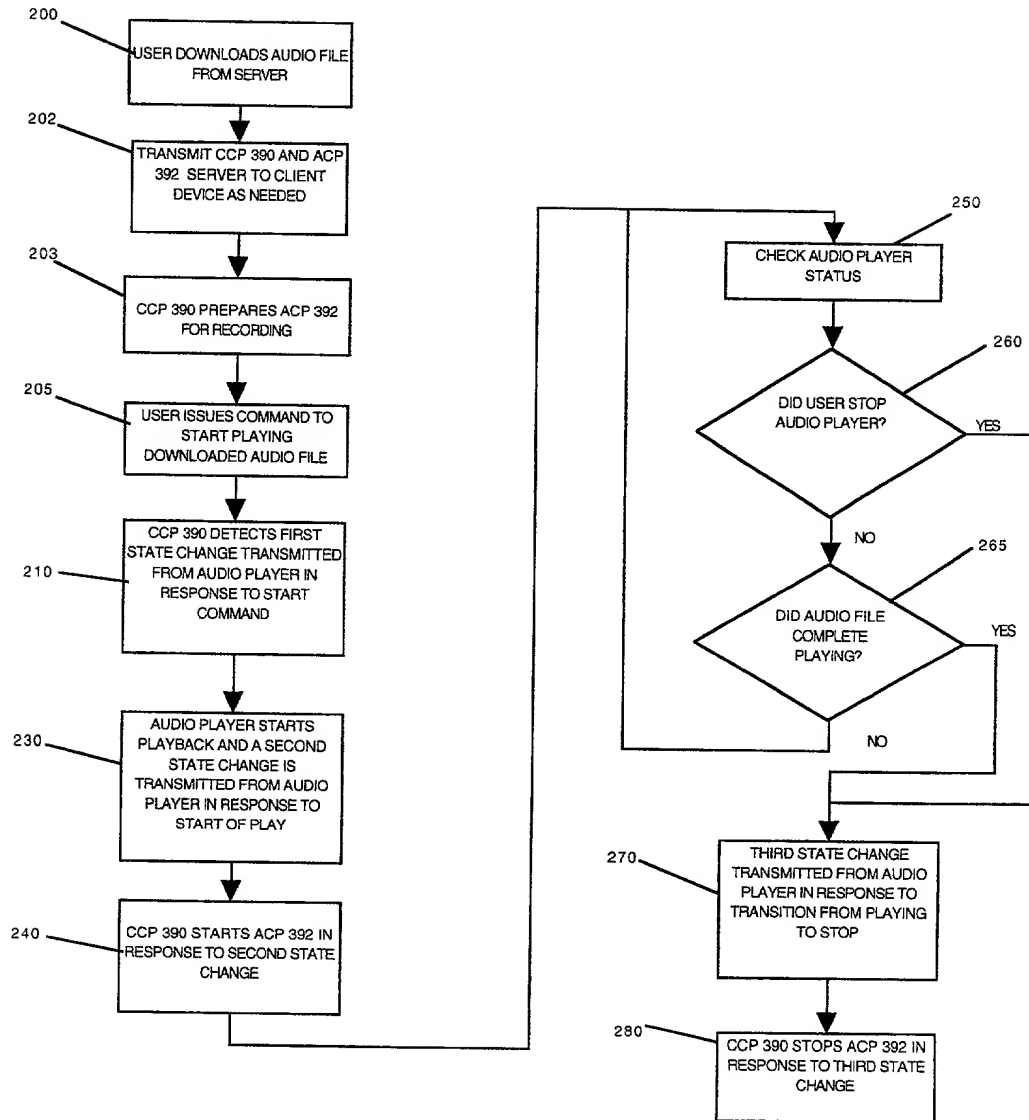 200
USER DOWNLOADS AUDIO FILE
FROM SERVER
202
TRANSMIT CCP 390 AND ACP
392 SERVER TO CLIENT
DEVICE AS NEEDED
203
CCP 390 PREPARES ACP 392
FOR RECORDING
205
USER ISSUES COMMAND TO
START PLAYING
DOWNLOADED AUDIO FILE
210
CCP 390 DETECTS FIRST
STATE CHANGE TRANSMITTED
FROM AUDIO PLAYER IN
RESPONSE TO START
COMMAND
230
AUDIO PLAYER STARTS
PLAYBACK AND A SECOND
STATE CHANGE IS
TRANSMITTED FROM AUDIO
PLAYER IN RESPONSE TO
START OF PLAY
240
CCP 390 STARTS ACP 392 IN
RESPONSE TO SECOND STATE
CHANGE
250
CHECK AUDIO PLAYER
STATUS
260
DID USER STOP
AUDIO PLAYER?
YES
NO
265
DID AUDIO FILE
COMPLETE
PLAYING?
YES
NO
270
THIRD STATE CHANGE
TRANSMITTED FROM AUDIO
PLAYER IN RESPONSE TO
TRANSITION FROM PLAYING
TO STOP
280
CCP 390 STOPS ACP 392 IN
RESPONSE TO THIRD STATE
CHANGE